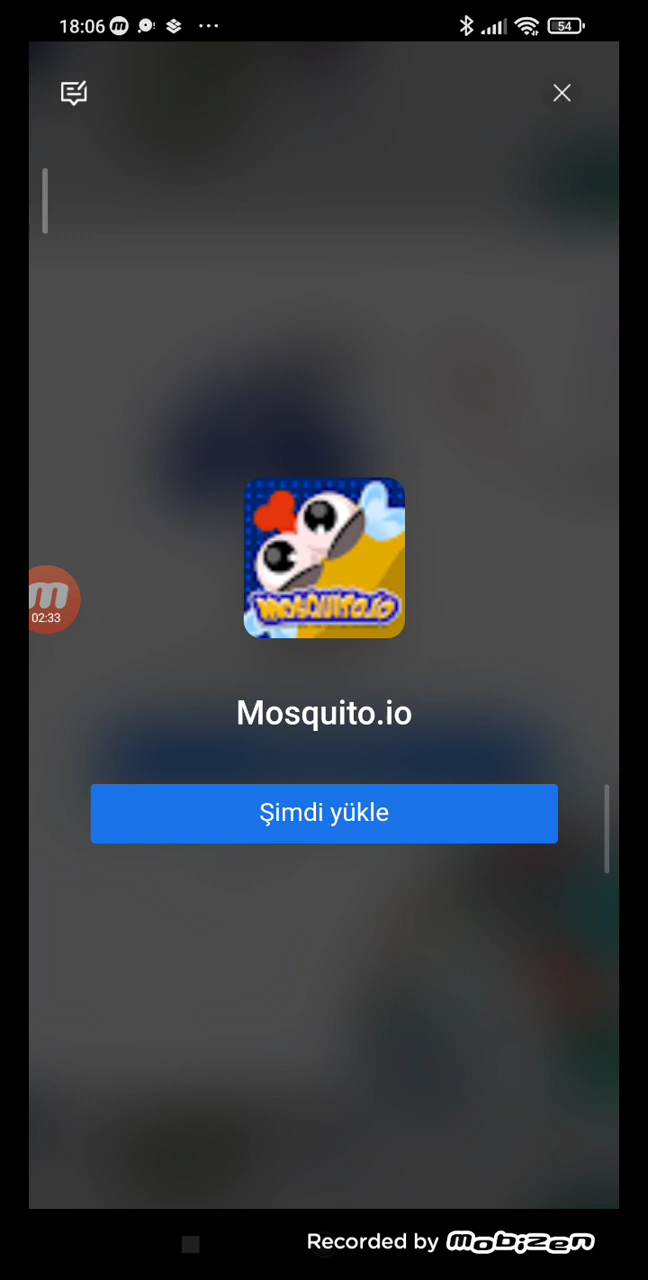 18:06
54
MOSQUITO.IO
02:33
Mosquito.io
Şimdi yükle
Recorded by mobizen